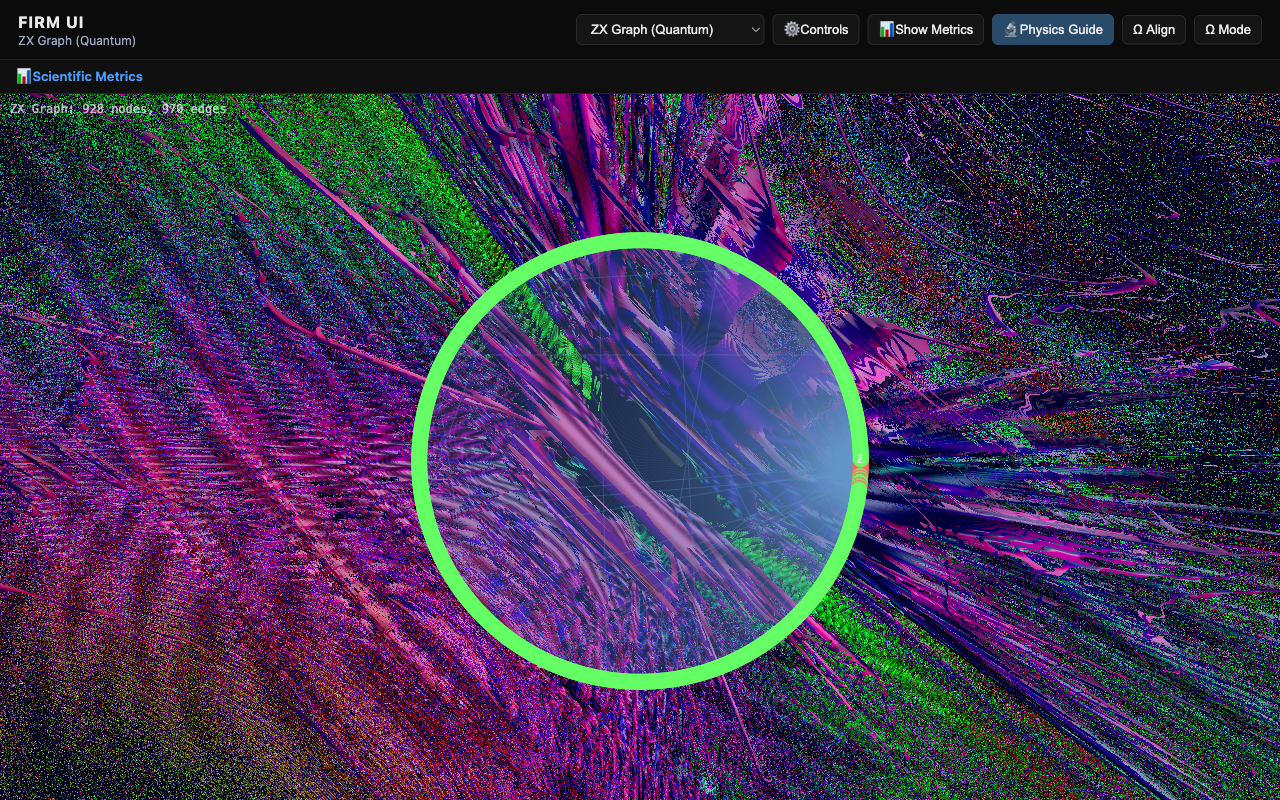 FIRM UI
ZX Graph (Quantum)
ZX Graph (Quantum)
Controls
Show Metrics
Physics Guide
Ω Align
Ω Mode
Scientific Metrics
ZX Graph: 928 nodes, 970 edges
Z